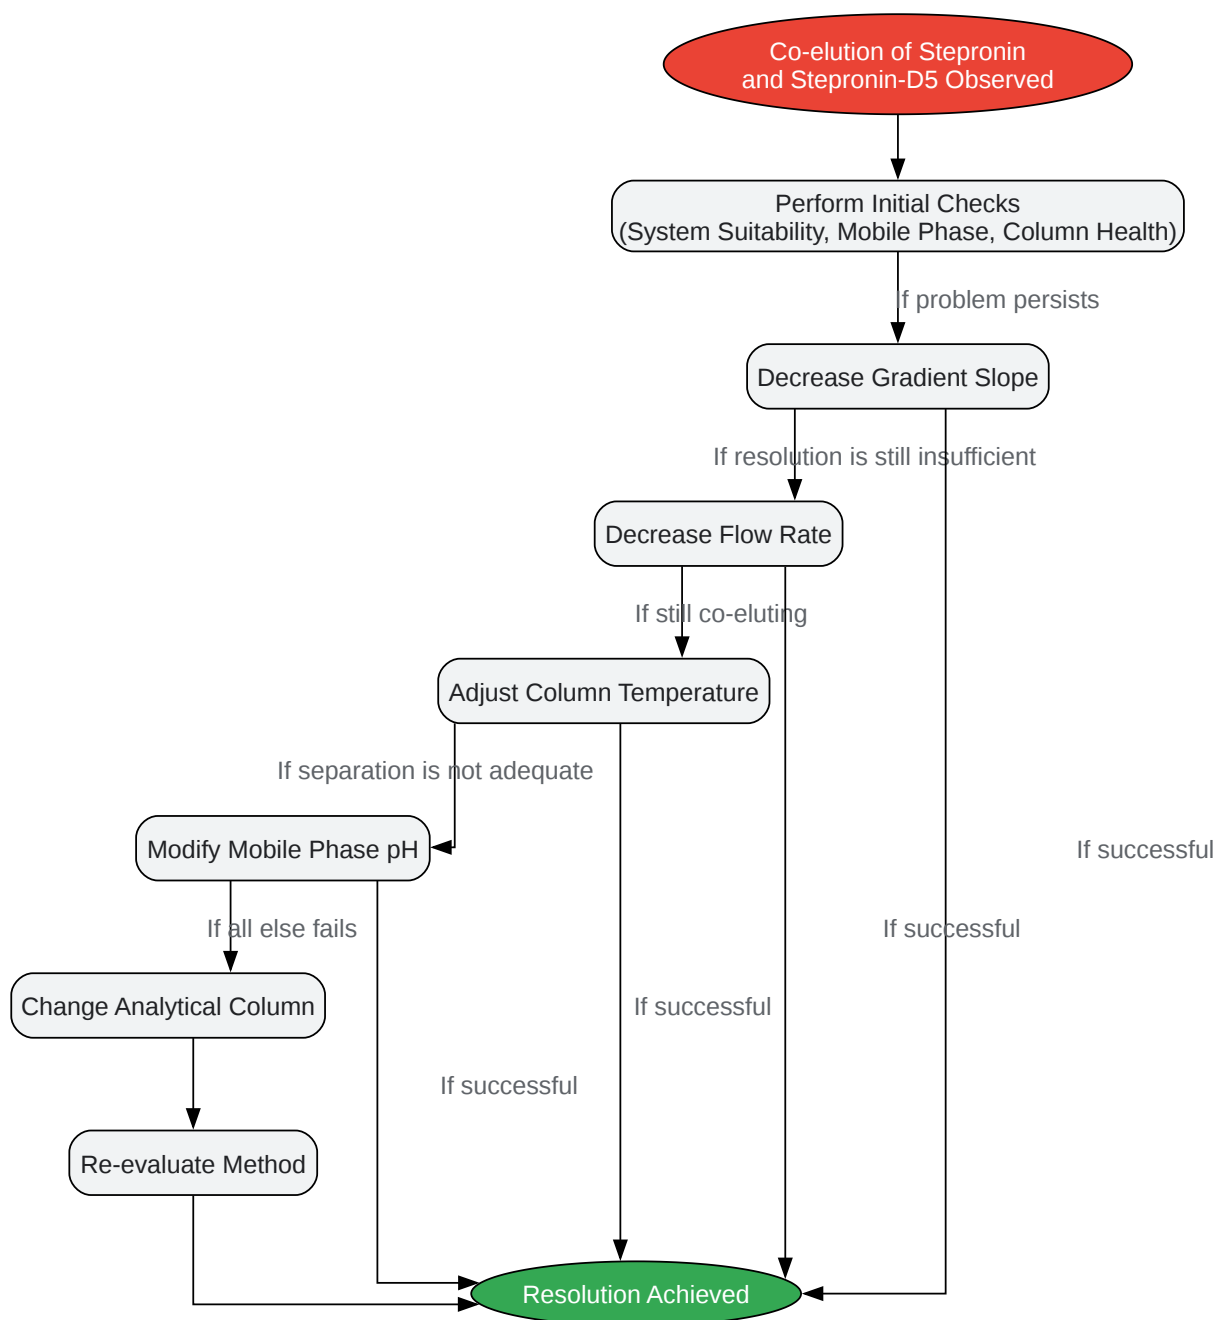 Co-elution of Stepronin
and Stepronin-D5 Observed
Perform Initial Checks
(System Suitability, Mobile Phase, Column Health)
If problem persists
Decrease Gradient Slope
If resolution is still insufficient
Decrease Flow Rate
If still co-eluting
Adjust Column Temperature
If separation is not adequate
Modify Mobile Phase pH
If successful
If all else fails
If successful
Change Analytical Column
If successful
If successful
Re-evaluate Method
Resolution Achieved